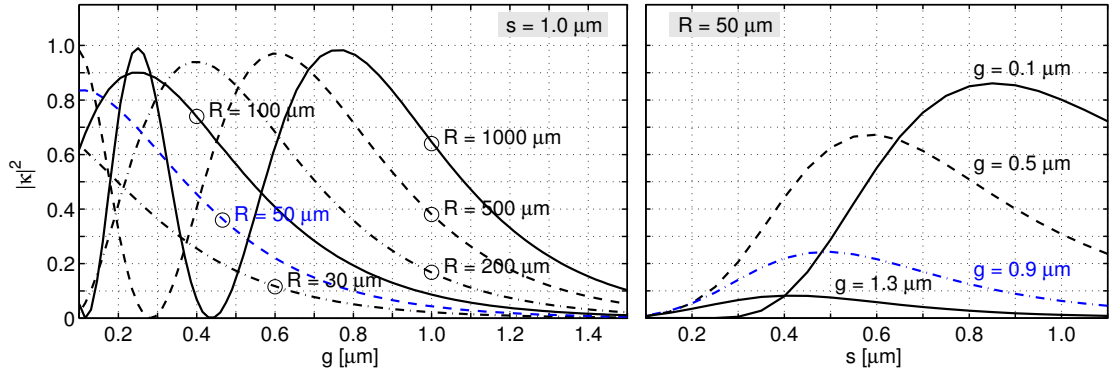 s = 1.0 μm
R = 50 μm
1.0
0.8
0.6
0.4
0.2
0
|κ|²
R = 100 μm
R = 1000 μm
R = 50 μm
R = 500 μm
R = 200 μm
R = 30 μm
g = 0.1 μm
g = 0.5 μm
g = 0.9 μm
g = 1.3 μm
0.2 0.4 0.6 0.8 1.0 1.2 1.4
g [μm]
0.2 0.4 0.6 0.8 1.0
s [μm]